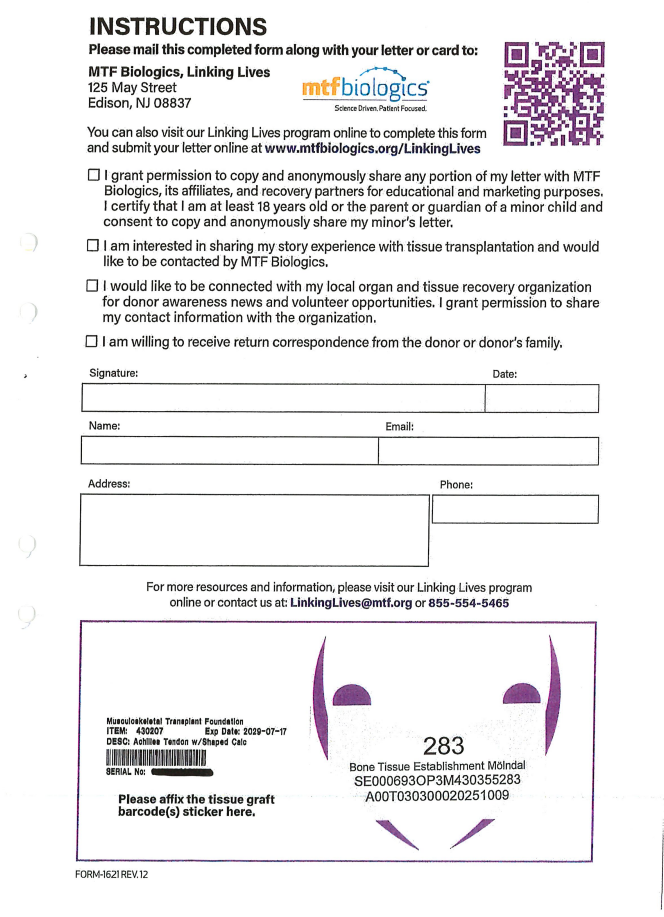 INSTRUCTIONS
Please mail this completed form along with your letter or card to:
MTF Biologics, Linking Lives
125 May Street
Edison, NJ 08837
mtfbiologics
Science Driven. Patient Focused.
You can also visit our Linking Lives program online to complete this form
and submit your letter online at www.mtfbiologics.org/LinkingLives
I grant permission to copy and anonymously share any portion of my letter with MTF
Biologics, its affiliates, and recovery partners for educational and marketing purposes.
I certify that I am at least 18 years old or the parent or guardian of a minor child and
consent to copy and anonymously share my minor's letter.
I am interested in sharing my story experience with tissue transplantation and would
like to be contacted by MTF Biologics.
I would like to be connected with my local organ and tissue recovery organization
for donor awareness news and volunteer opportunities. I grant permission to share
my contact information with the organization.
I am willing to receive return correspondence from the donor or donor's family.
Signature: Date:
Name: Email:
Address: Phone:
For more resources and information, please visit our Linking Lives program
online or contact us at: LinkingLives@mtf.org or 855-554-5465
Musculoskeletal Transplant Foundation
ITEM: 430207 Exp Date: 2029-07-17
DESC: Achilles Tendon w/Shaped Calc
SERIAL No:
Please affix the tissue graft
barcode(s) sticker here.
283
Bone Tissue Establishment Mölndal
SE000693OP3M430355283
A00T030300020251009
FORM-1621 REV. 12